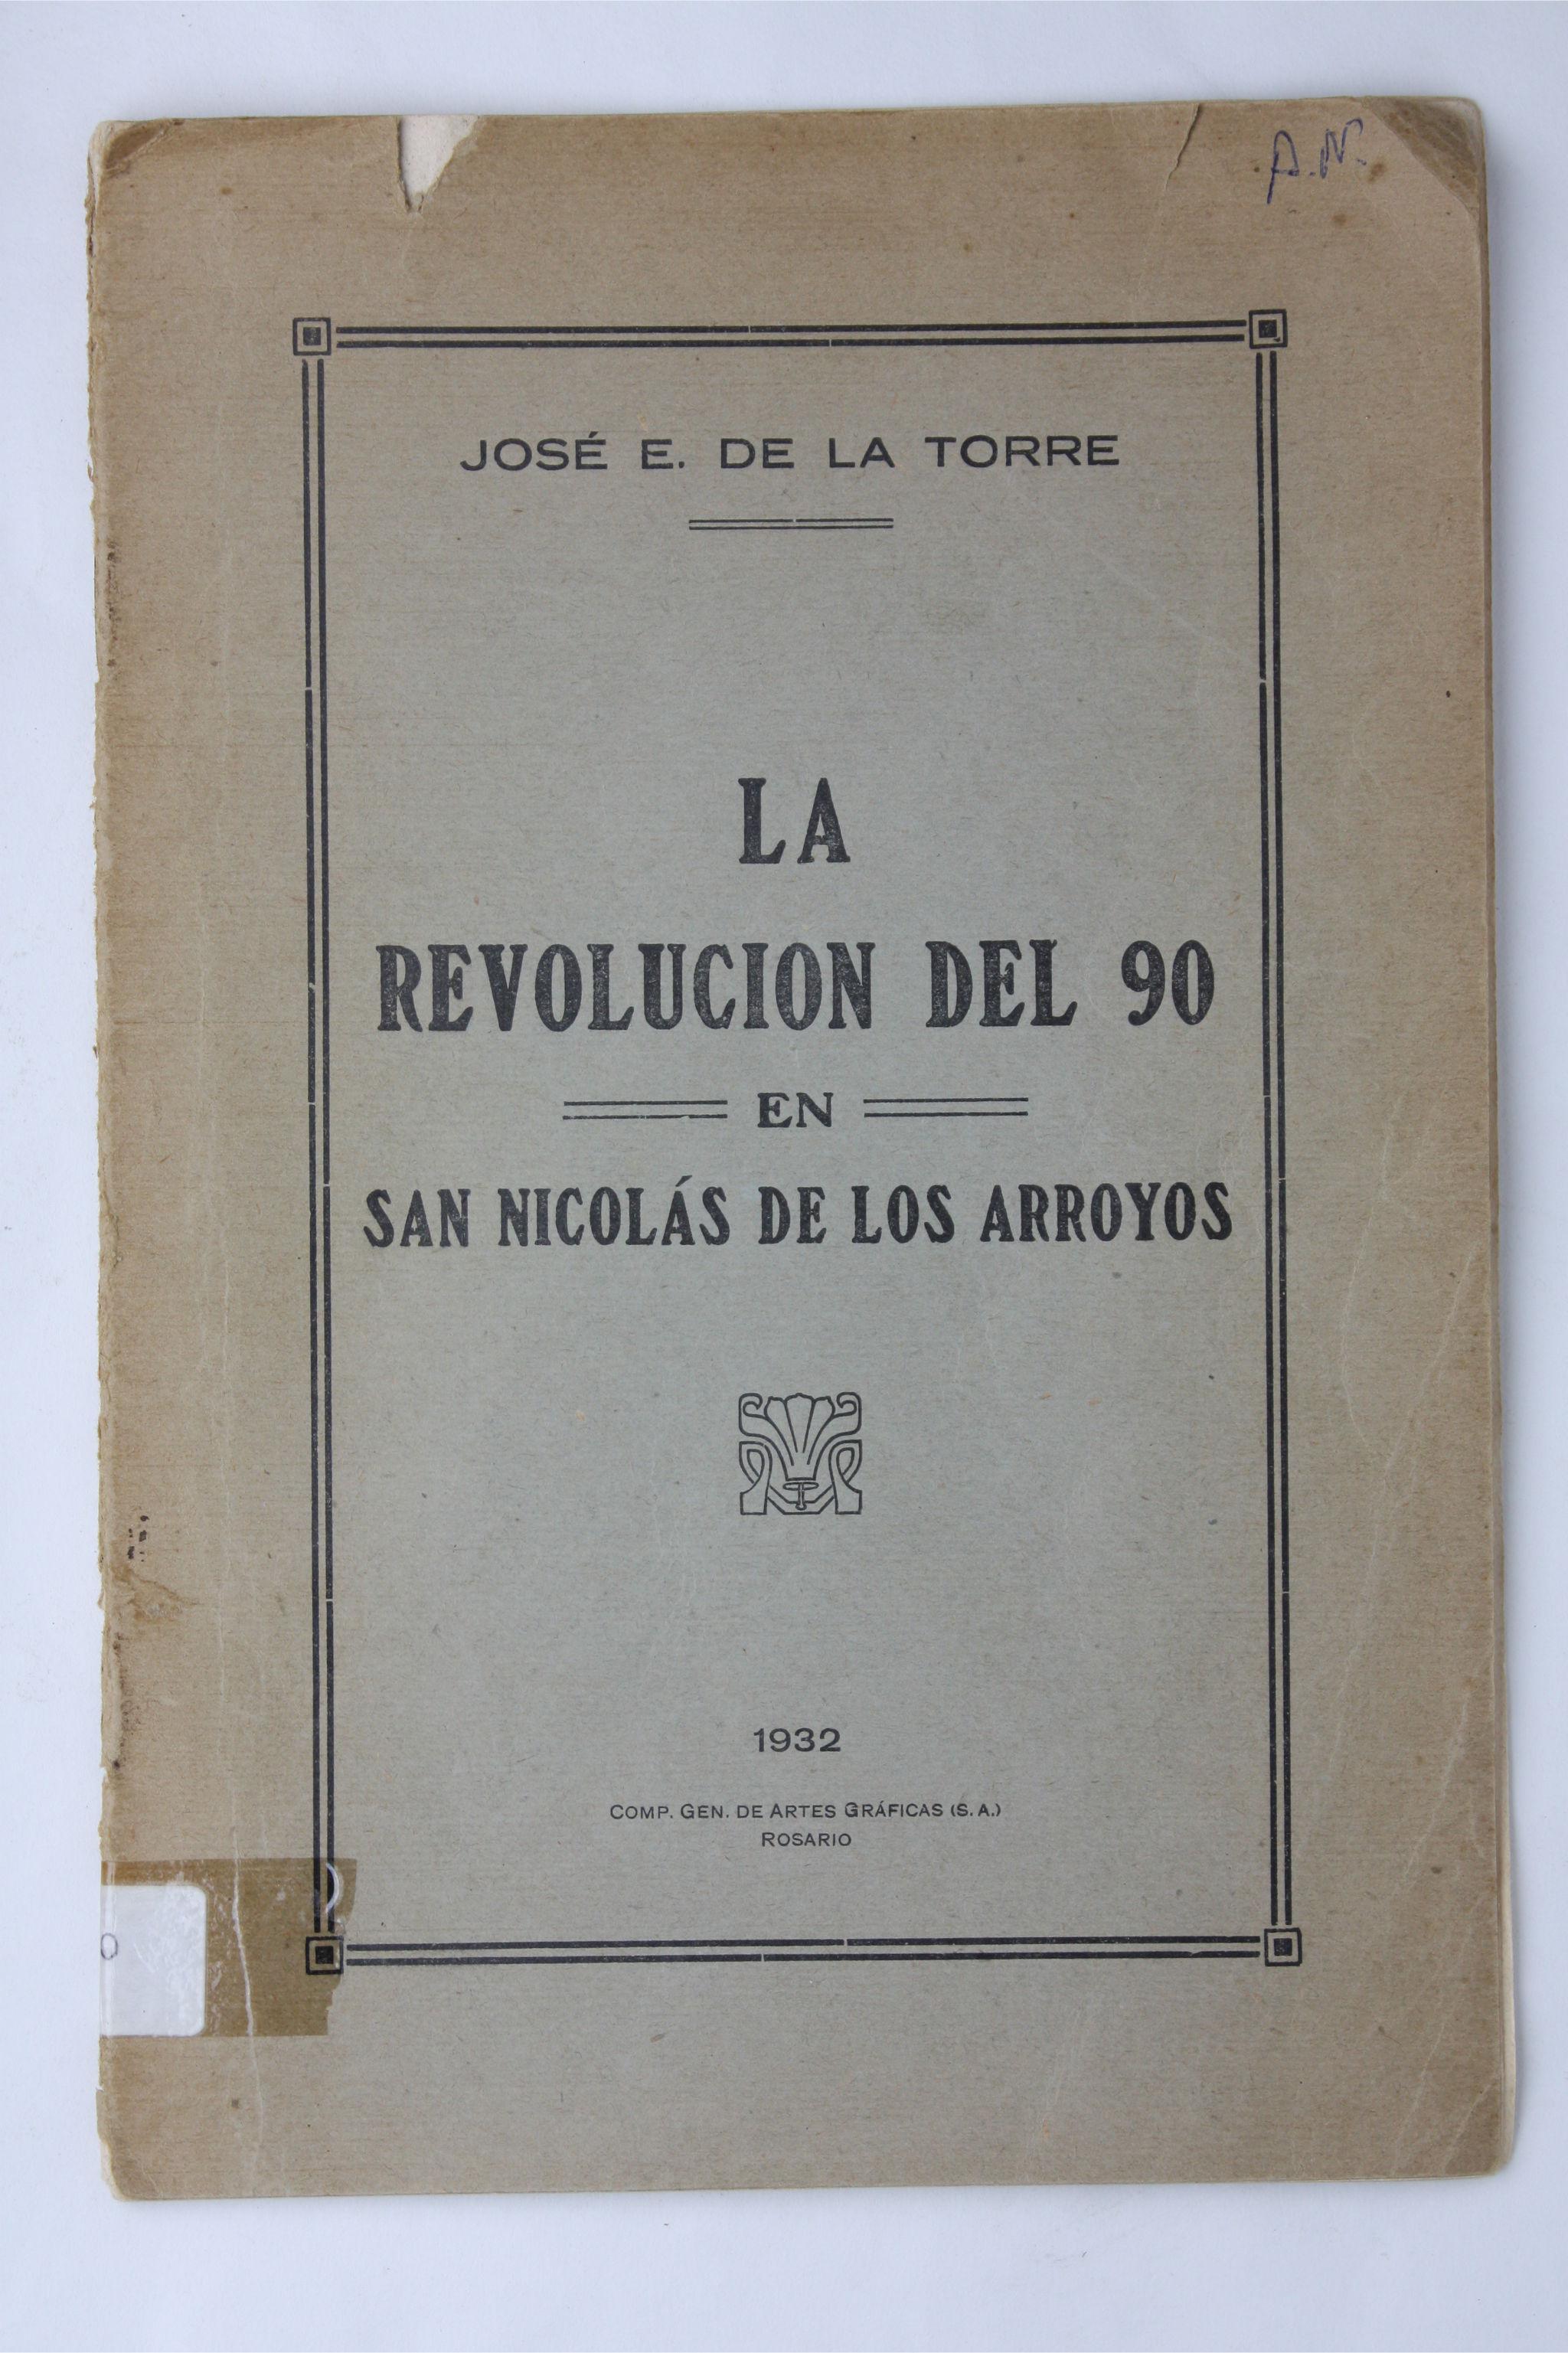 A.N.
JOSÉ E. DE LA TORRE
LA
REVOLUCION DEL 90
EN
SAN NICOLÁS DE LOS ARROYOS
1932
COMP. GEN. DE ARTES GRÁFICAS (S. A.)
ROSARIO